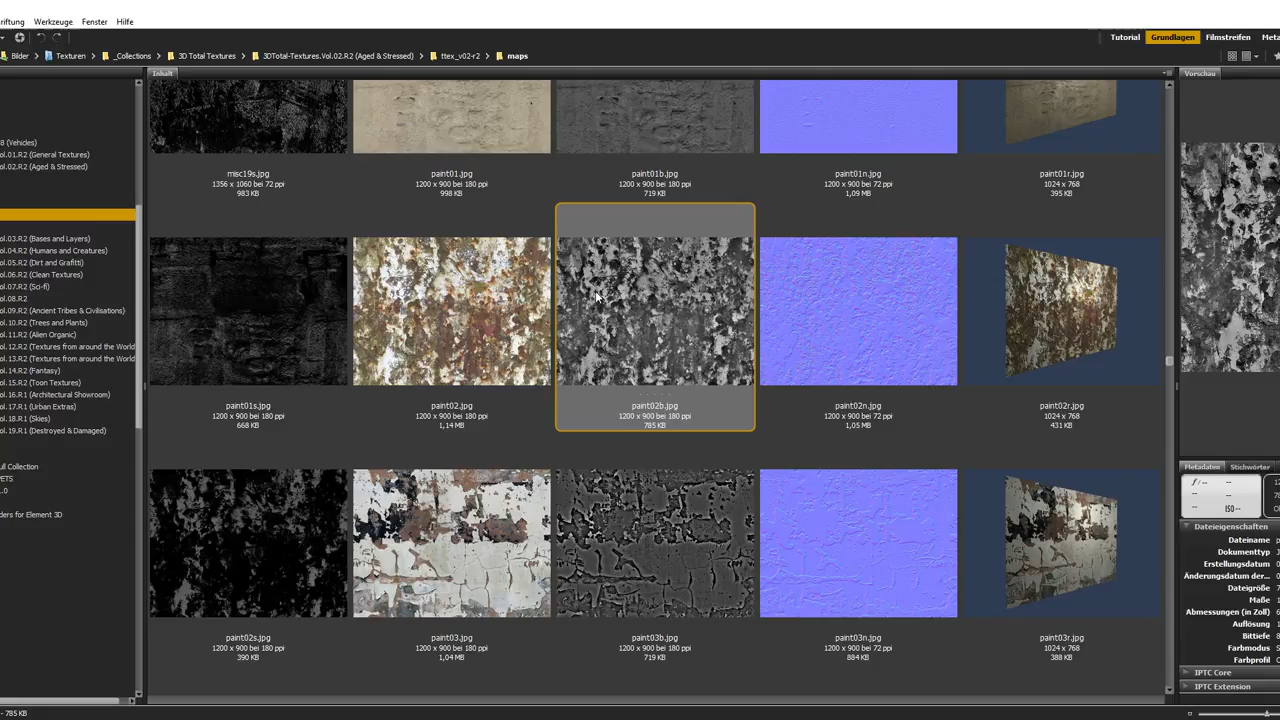 riftung Werkzeuge Fenster Hilfe
Tutorial Grundlagen Filmstreifen Meta
Bilder Texturen _Collections 3D Total Textures 3DTotal-Textures.Vol.02.R2 (Aged & Stressed) ttex_v02-r2 maps
Inhalt
Vorschau
8 (Vehicles)
ol.01.R2 (General Textures)
ol.02.R2 (Aged & Stressed)
ol.03.R2 (Bases and Layers)
ol.04.R2 (Humans and Creatures)
ol.05.R2 (Dirt and Grafitti)
ol.06.R2 (Clean Textures)
ol.07.R2 (Sci-fi)
ol.08.R2
ol.09.R2 (Ancient Tribes & Civilisations)
ol.10.R2 (Trees and Plants)
ol.11.R2 (Alien Organic)
ol.12.R2 (Textures from around the World
ol.13.R2 (Textures from around the World
ol.14.R2 (Fantasy)
ol.15.R2 (Toon Textures)
ol.16.R1 (Architectural Showroom)
ol.17.R1 (Urban Extras)
ol.18.R1 (Skies)
ol.19.R1 (Destroyed & Damaged)
ull Collection
PETS
1.0
ders for Element 3D
misc19s.jpg
1356 x 1060 bei 72 ppi
983 KB
paint01.jpg
1200 x 900 bei 180 ppi
998 KB
paint01b.jpg
1200 x 900 bei 180 ppi
719 KB
paint01n.jpg
1200 x 900 bei 72 ppi
1,09 MB
paint01r.jpg
1024 x 768
395 KB
paint01s.jpg
1200 x 900 bei 180 ppi
668 KB
paint02.jpg
1200 x 900 bei 180 ppi
1,14 MB
paint02b.jpg
1200 x 900 bei 180 ppi
785 KB
paint02n.jpg
1200 x 900 bei 72 ppi
1,05 MB
paint02r.jpg
1024 x 768
431 KB
paint02s.jpg
1200 x 900 bei 180 ppi
390 KB
paint03.jpg
1200 x 900 bei 180 ppi
1,04 MB
paint03b.jpg
1200 x 900 bei 180 ppi
719 KB
paint03n.jpg
1200 x 900 bei 72 ppi
884 KB
paint03r.jpg
1024 x 768
388 KB
Metadaten Stichwörter
ƒ/-- --
-- --
-- ISO--
Dateieigenschaften
Dateiname
Dokumenttyp
Erstellungsdatum
Änderungsdatum der...
Dateigröße
Maße
Abmessungen (in Zoll)
Auflösung
Bittiefe
Farbmodus
Farbprofil
IPTC Core
IPTC Extension
- 785 KB